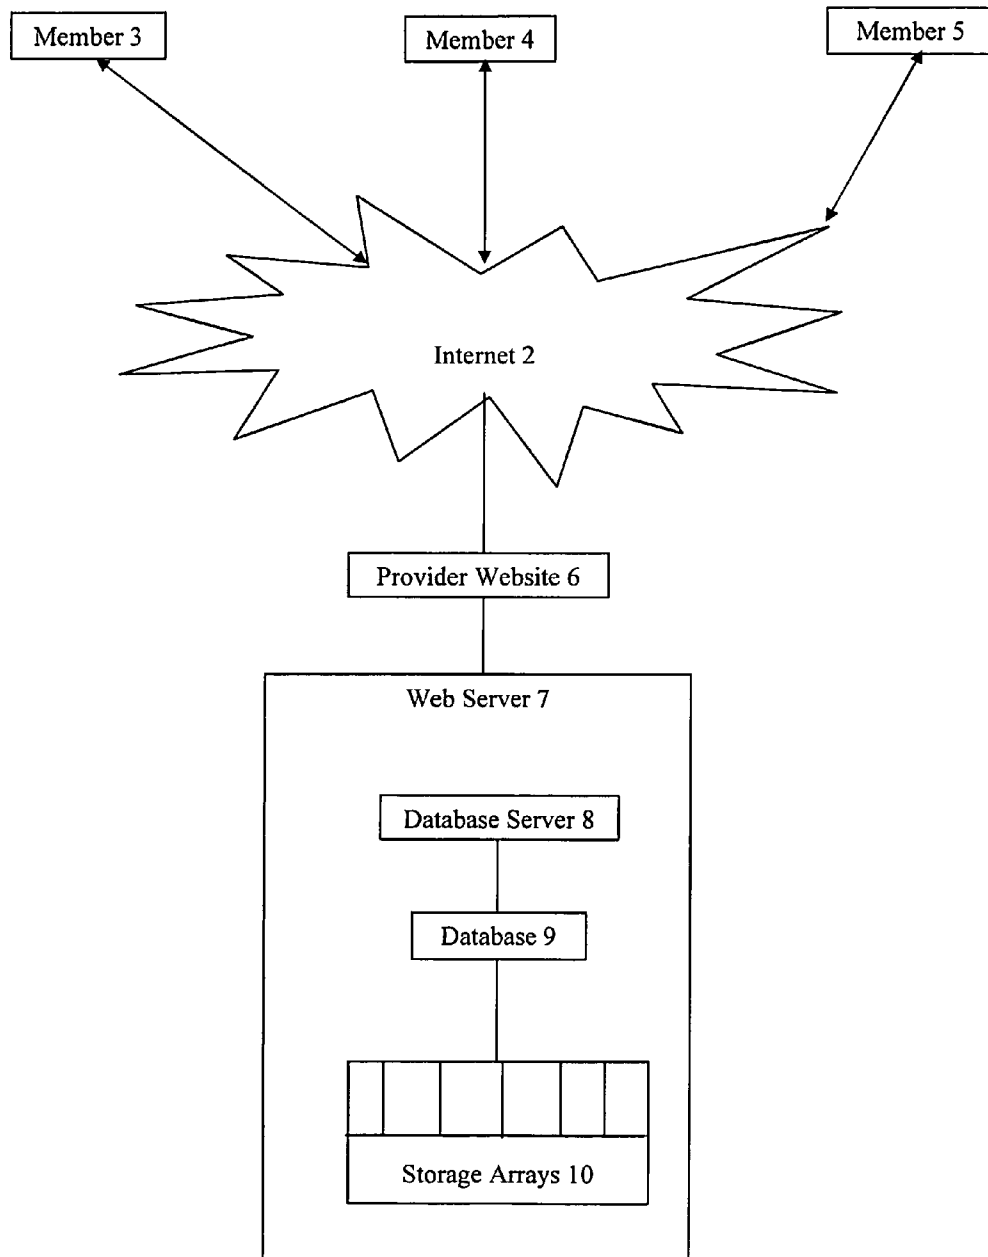 Member 3
Member 4
Member 5
Internet 2
Provider Website 6
Web Server 7
Database Server 8
Database 9
Storage Arrays 10